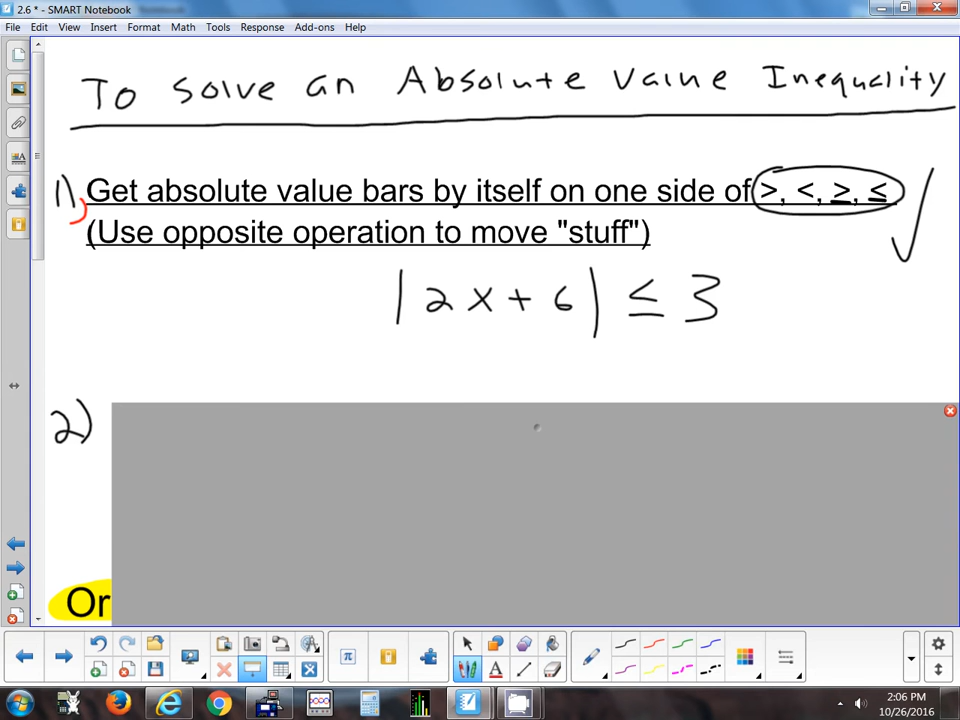 2.6 * - SMART Notebook
File Edit View Insert Format Math Tools Response Add-ons Help
To solve an Absolute Value Inequality
1) Get absolute value bars by itself on one side of >, <, ≥, ≤
(Use opposite operation to move "stuff")
|2x+6| ≤ 3
2)
Or
2:06 PM
10/26/2016